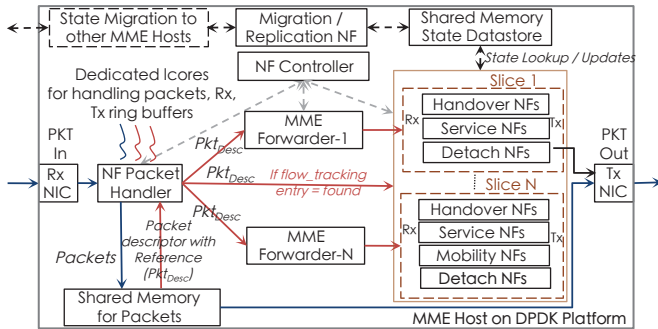 State Migration to
other MME Hosts
Migration /
Replication NF
Shared Memory
State Datastore
State Lookup / Updates
Dedicated lcores
for handling packets, Rx,
Tx ring buffers
NF Controller
Slice 1
Handover NFs
Service NFs
Detach NFs
Rx
Tx
MME
Forwarder-1
PktDesc
PKT
In
Rx
NIC
NF Packet
Handler
PktDesc
If flow_tracking
entry = found
PKT
Out
Tx
NIC
Slice N
Handover NFs
Service NFs
Mobility NFs
Detach NFs
Rx
Tx
PktDesc
MME
Forwarder-N
Packets
Packet
descriptor with
Reference
(PktDesc)
Shared Memory
for Packets
MME Host on DPDK Platform